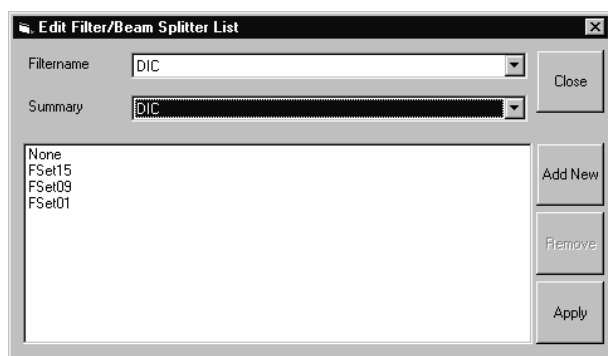 Edit Filter/Beam Splitter List
Filtername DIC
Close
Summary DIC
None
FSet15
FSet09
FSet01
Add New
Remove
Apply